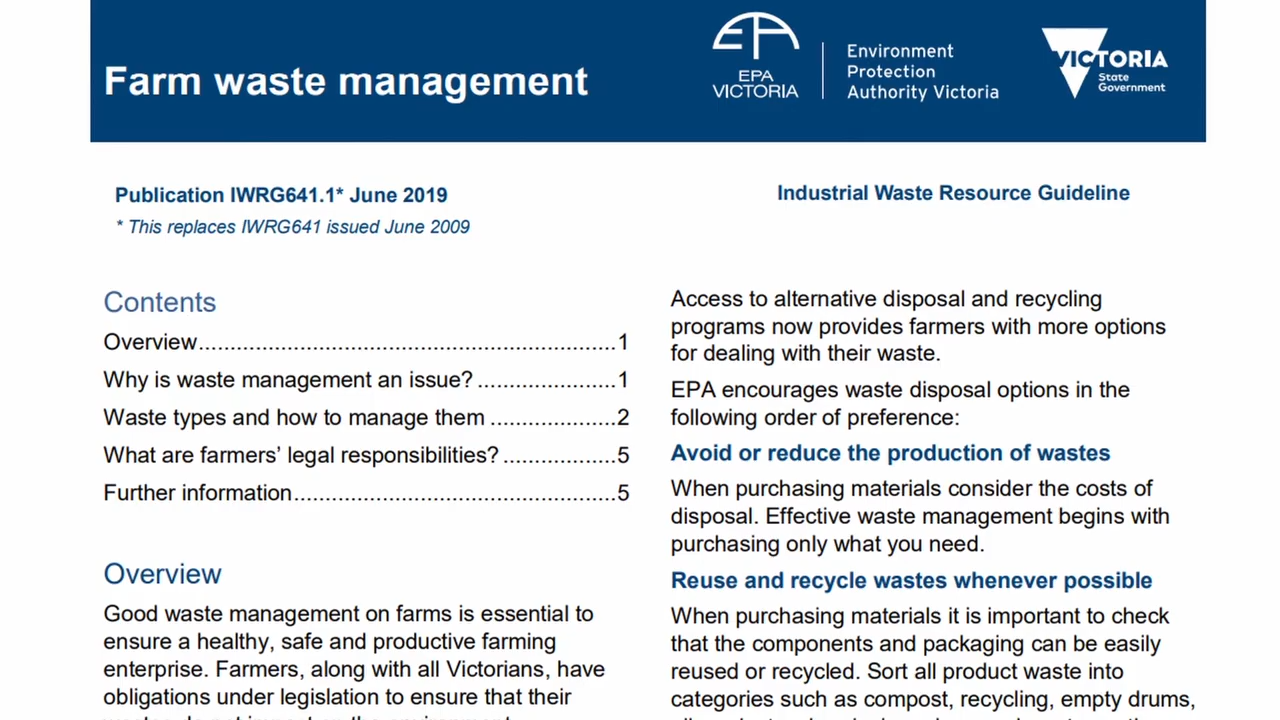 Farm waste management
EPA
VICTORIA
Environment
Protection
Authority Victoria
VICTORIA
State
Government
Publication IWRG641.1* June 2019
* This replaces IWRG641 issued June 2009
Industrial Waste Resource Guideline
Contents
Overview..................................................................1
Why is waste management an issue? ......................1
Waste types and how to manage them ....................2
What are farmers’ legal responsibilities? ..................5
Further information....................................................5
Overview
Good waste management on farms is essential to
ensure a healthy, safe and productive farming
enterprise. Farmers, along with all Victorians, have
obligations under legislation to ensure that their
Access to alternative disposal and recycling
programs now provides farmers with more options
for dealing with their waste.
EPA encourages waste disposal options in the
following order of preference:
Avoid or reduce the production of wastes
When purchasing materials consider the costs of
disposal. Effective waste management begins with
purchasing only what you need.
Reuse and recycle wastes whenever possible
When purchasing materials it is important to check
that the components and packaging can be easily
reused or recycled. Sort all product waste into
categories such as compost, recycling, empty drums,